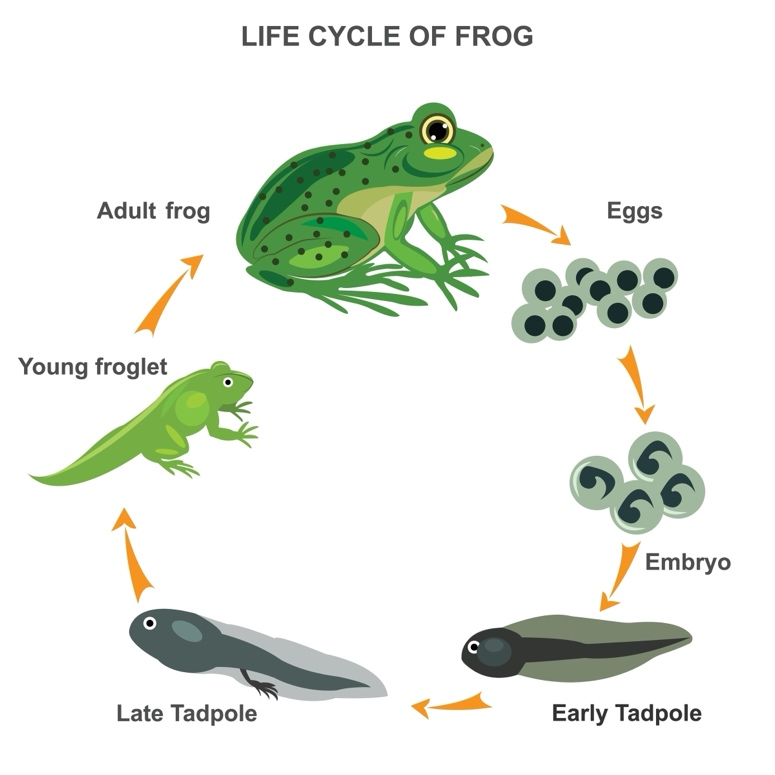 LIFE CYCLE OF FROG
Adult frog
Eggs
Young froglet
Embryo
Late Tadpole
Early Tadpole